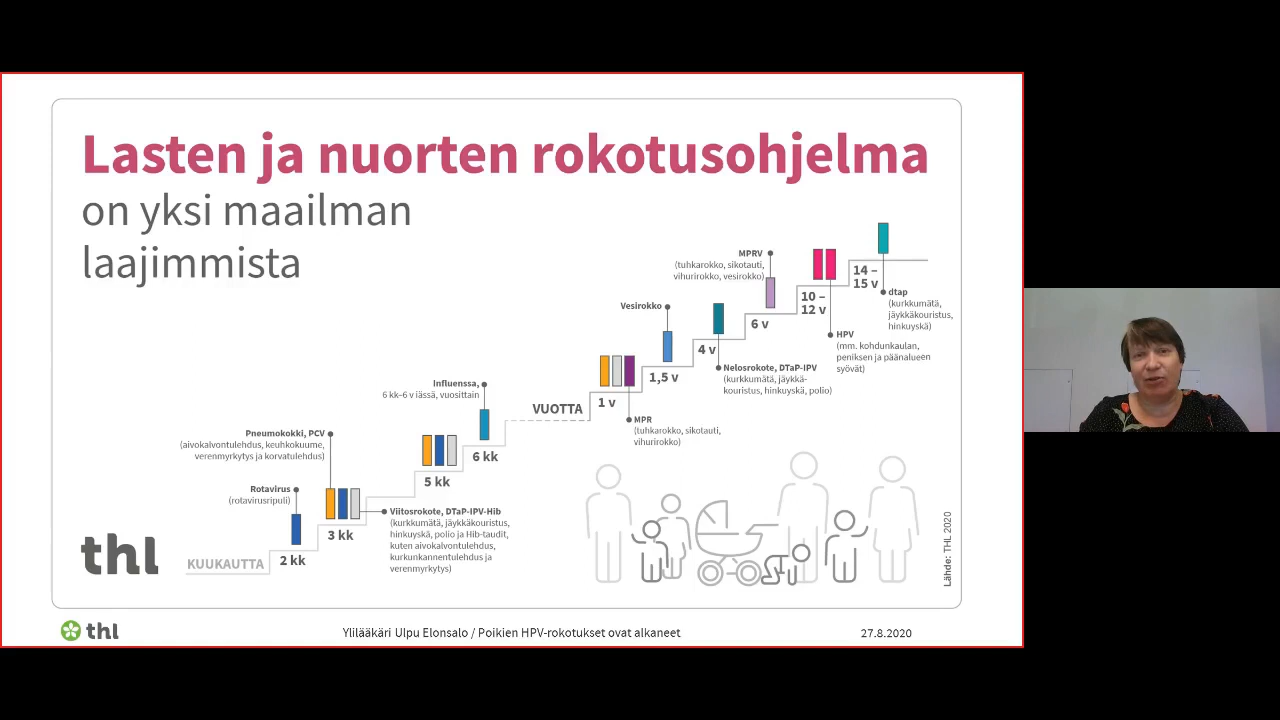 Lasten ja nuorten rokotusohjelma
on yksi maailman
laajimmista
KUUKAUTTA
2 kk
Rotavirus
(rotavirusripuli)
3 kk
Pneumokokki, PCV
(aivokalvontulehdus, keuhkokuume,
verenmyrkytys ja korvatulehdus)
Viitosrokote, DTaP-IPV-Hib
(kurkkumätä, jäykkäkouristus,
hinkuyskä, polio ja Hib-taudit,
kuten aivokalvontulehdus,
kurkunkannentulehdus ja
verenmyrkytys)
5 kk
6 kk
Influenssa,
6 kk–6 v iässä, vuosittain
VUOTTA
1 v
MPR
(tuhkarokko, sikotauti,
vihurirokko)
1,5 v
Vesirokko
4 v
Nelosrokote, DTaP-IPV
(kurkkumätä, jäykkä-
kouristus, hinkuyskä, polio)
6 v
MPRV
(tuhkarokko, sikotauti,
vihurirokko, vesirokko)
10 –
12 v
HPV
(mm. kohdunkaulan,
peniksen ja päänalueen
syövät)
14 –
15 v
dtap
(kurkkumätä,
jäykkäkouristus,
hinkuyskä)
thl
Lähde: THL 2020
thl
Ylilääkäri Ulpu Elonsalo / Poikien HPV-rokotukset ovat alkaneet
27.8.2020